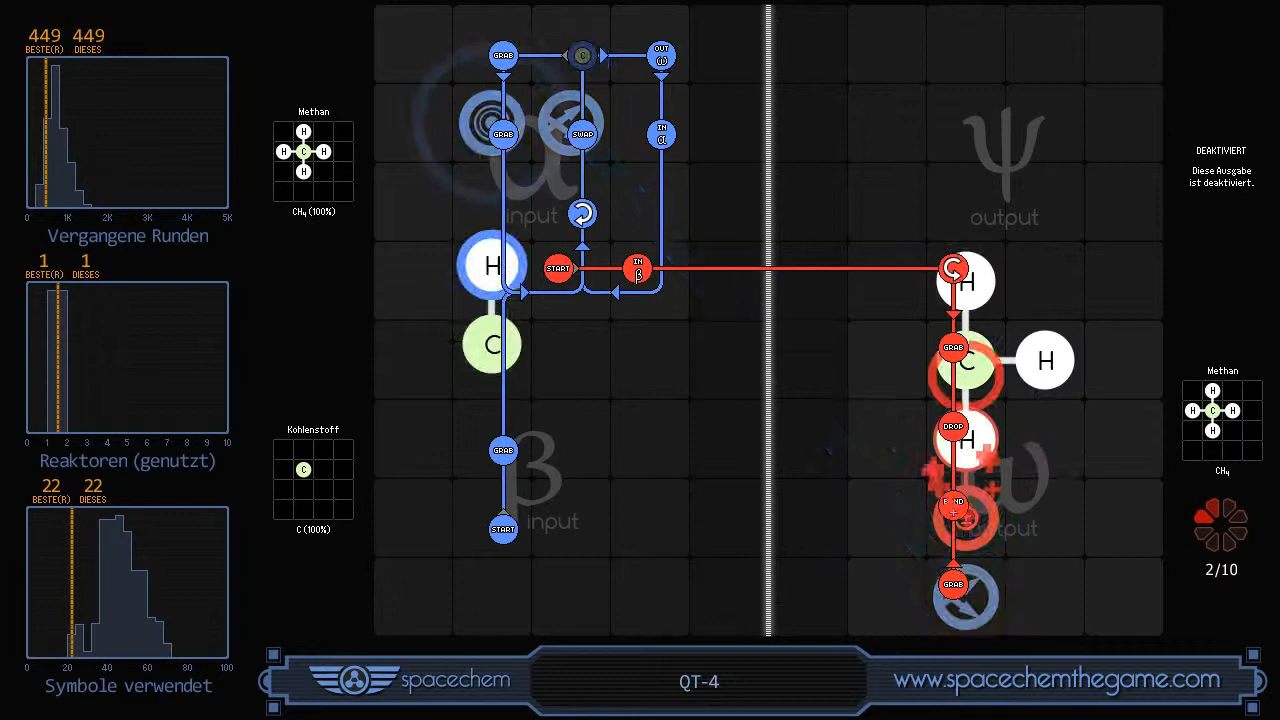 449 449
BESTE(R) DIESES
0 1K 2K 3K 4K 5K
Vergangene Runden
1 1
BESTE(R) DIESES
0 1 2 3 4 5 6 7 8 9 10
Reaktoren (genutzt)
22 22
BESTE(R) DIESES
0 20 40 60 80 100
Symbole verwendet
Methan
H
H C H
H
CH₄ (100%)
Kohlenstoff
C
C (100%)
GRAB
C
OUT
ω
GRAB
SWAP
IN
α
α
input
ψ
output
H
START
IN
β
H
C
GRAB
C
H
DROP
H
GRAB
β
input
START
ω
output
GRAB
DEAKTIVIERT
Diese Ausgabe
ist deaktiviert.
Methan
H
H C H
H
CH₄
2/10
spacechem
QT-4
www.spacechemthegame.com